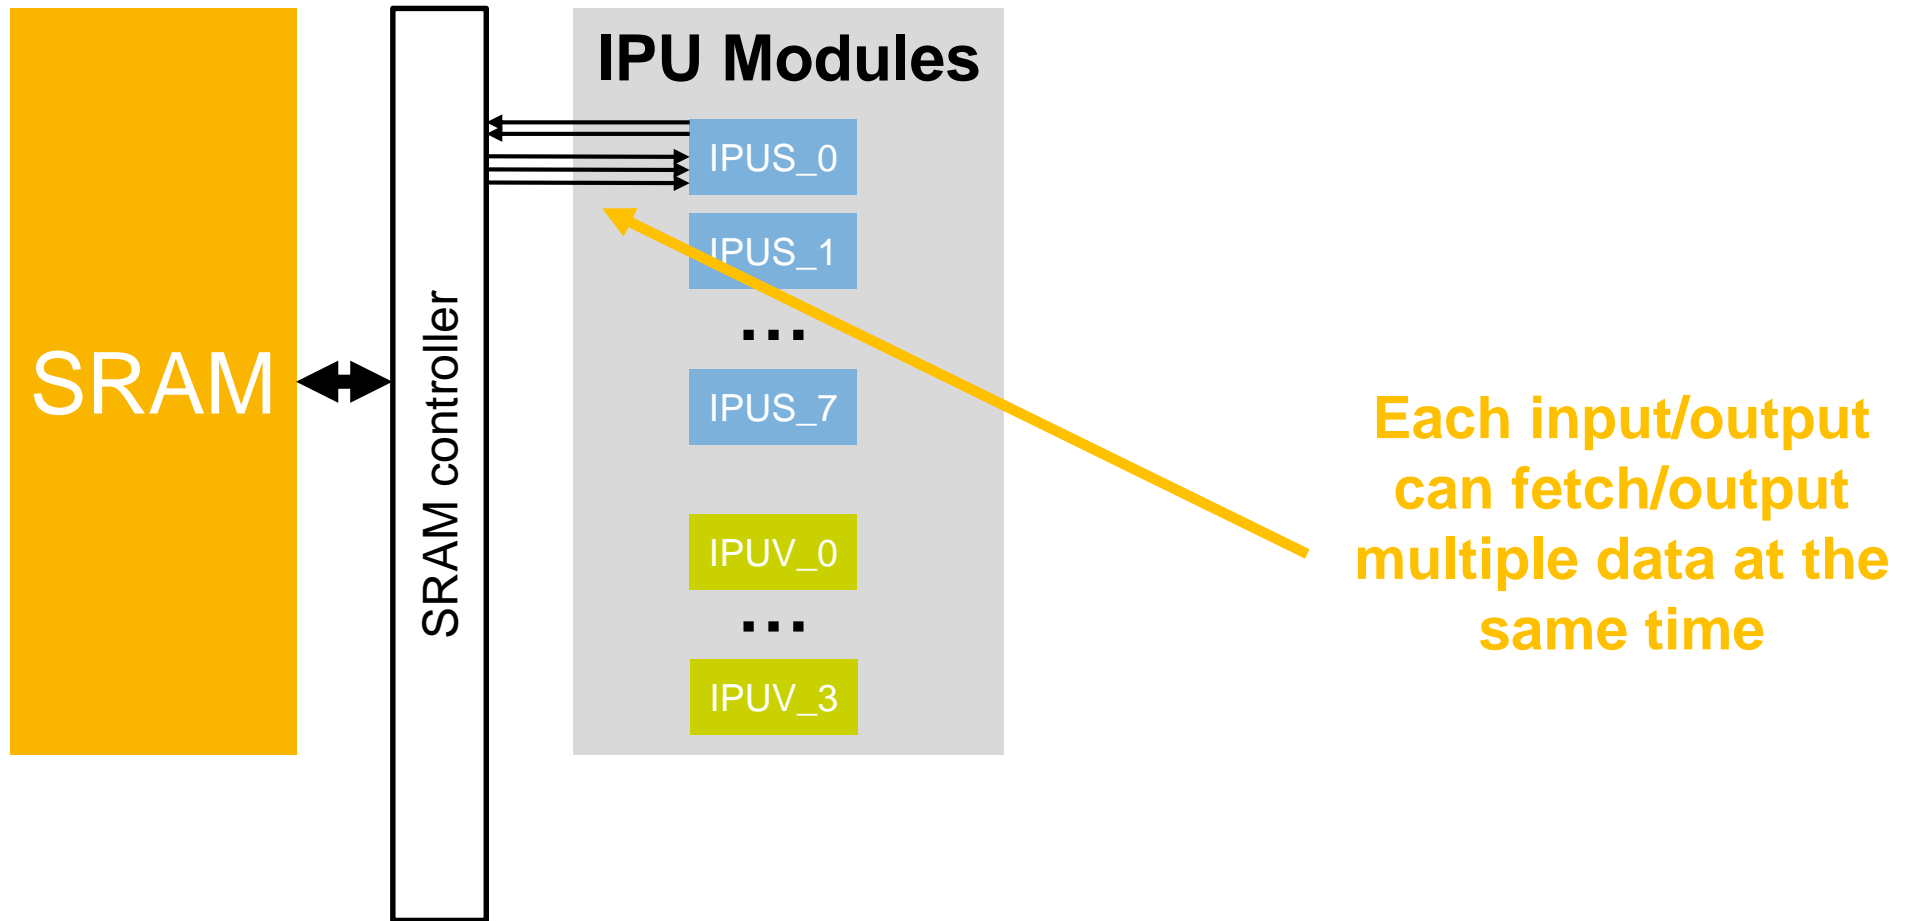 SRAM
SRAM controller
IPU Modules
IPUS_0
IPUS_1
...
IPUS_7
IPUV_0
...
IPUV_3
Each input/output
can fetch/output
multiple data at the
same time